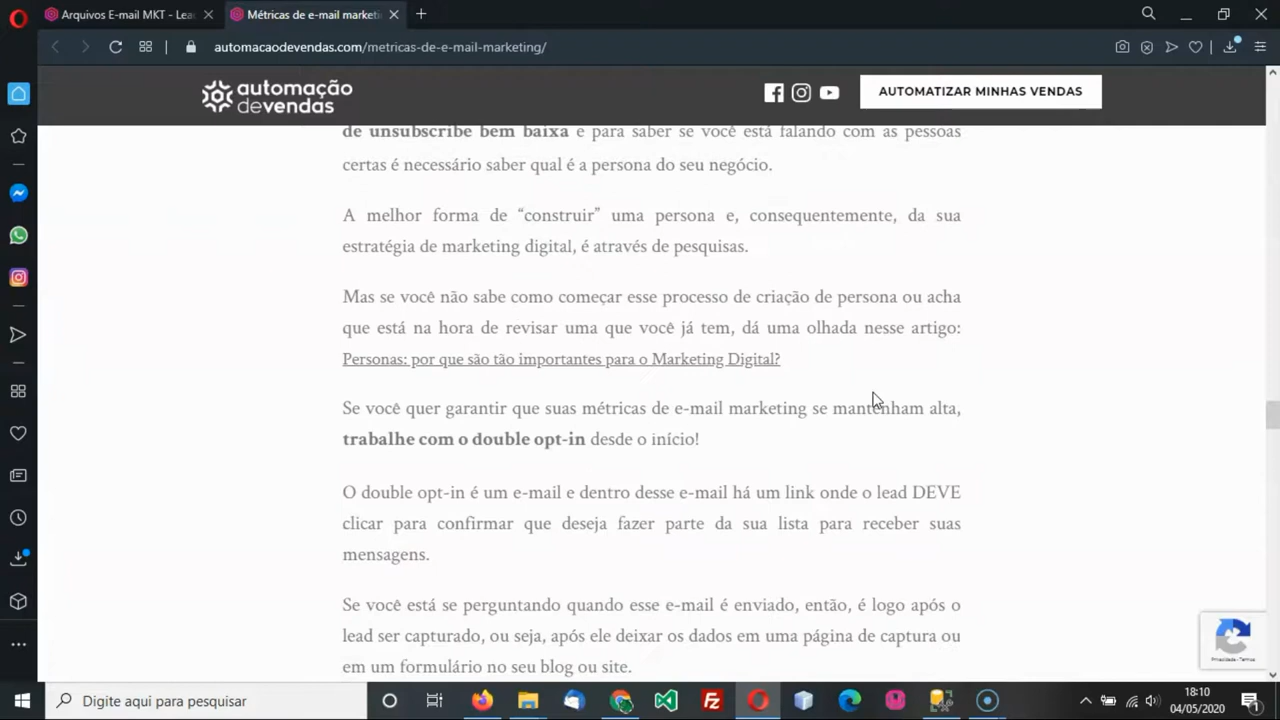 Arquivos E-mail MKT - Lea
Métricas de e-mail marketi
automacaodevendas.com/metricas-de-e-mail-marketing/
automação
devendas
AUTOMATIZAR MINHAS VENDAS
de unsubscribe bem baixa e para saber se você está falando com as pessoas
certas é necessário saber qual é a persona do seu negócio.
A melhor forma de “construir” uma persona e, consequentemente, da sua
estratégia de marketing digital, é através de pesquisas.
Mas se você não sabe como começar esse processo de criação de persona ou acha
que está na hora de revisar uma que você já tem, dá uma olhada nesse artigo:
Personas: por que são tão importantes para o Marketing Digital?
Se você quer garantir que suas métricas de e-mail marketing se mantenham alta,
trabalhe com o double opt-in desde o início!
O double opt-in é um e-mail e dentro desse e-mail há um link onde o lead DEVE
clicar para confirmar que deseja fazer parte da sua lista para receber suas
mensagens.
Se você está se perguntando quando esse e-mail é enviado, então, é logo após o
lead ser capturado, ou seja, após ele deixar os dados em uma página de captura ou
em um formulário no seu blog ou site.
Privacidade - Termos
Digite aqui para pesquisar
18:10
04/05/2020